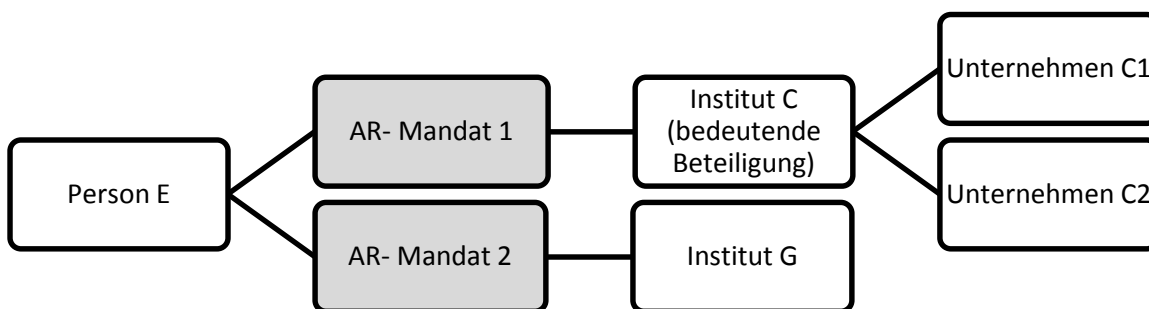 Person E
AR- Mandat 1
AR- Mandat 2
Institut C
(bedeutende
Beteiligung)
Institut G
Unternehmen C1
Unternehmen C2